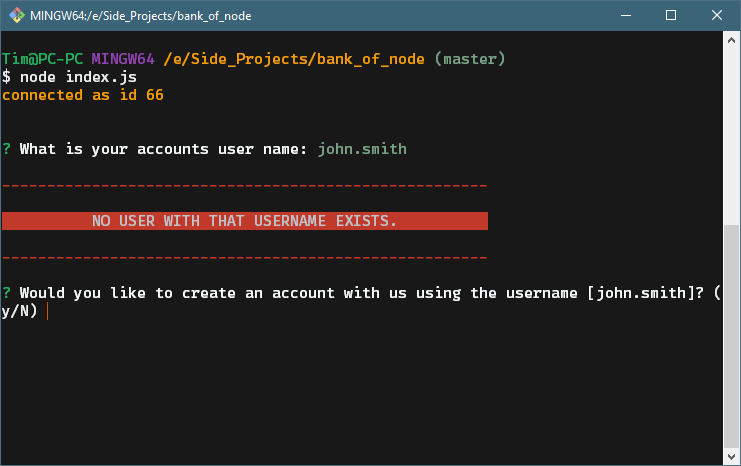 MINGW64:/e/Side_Projects/bank_of_node
Tim@PC-PC MINGW64 /e/Side_Projects/bank_of_node (master)
$ node index.js
connected as id 66
? What is your accounts user name: john.smith
------------------------------------------------------
NO USER WITH THAT USERNAME EXISTS.
------------------------------------------------------
? Would you like to create an account with us using the username [john.smith]? (
y/N)